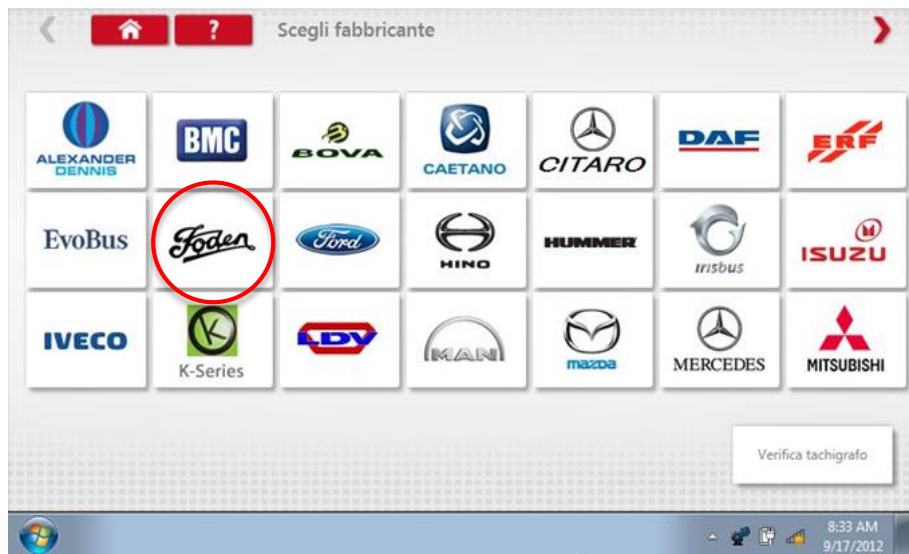 ? Scegli fabbricante
ALEXANDER DENNIS
BMC
BOVA
CAETANO
CITARO
DAF
ERF
EvoBus
Foden
Ford
HINO
HUMMER
irisbus
ISUZU
IVECO
K
K-Series
LDV
MAN
mazda
MERCEDES
MITSUBISHI
Verifica tachigrafo
8:33 AM
9/17/2012